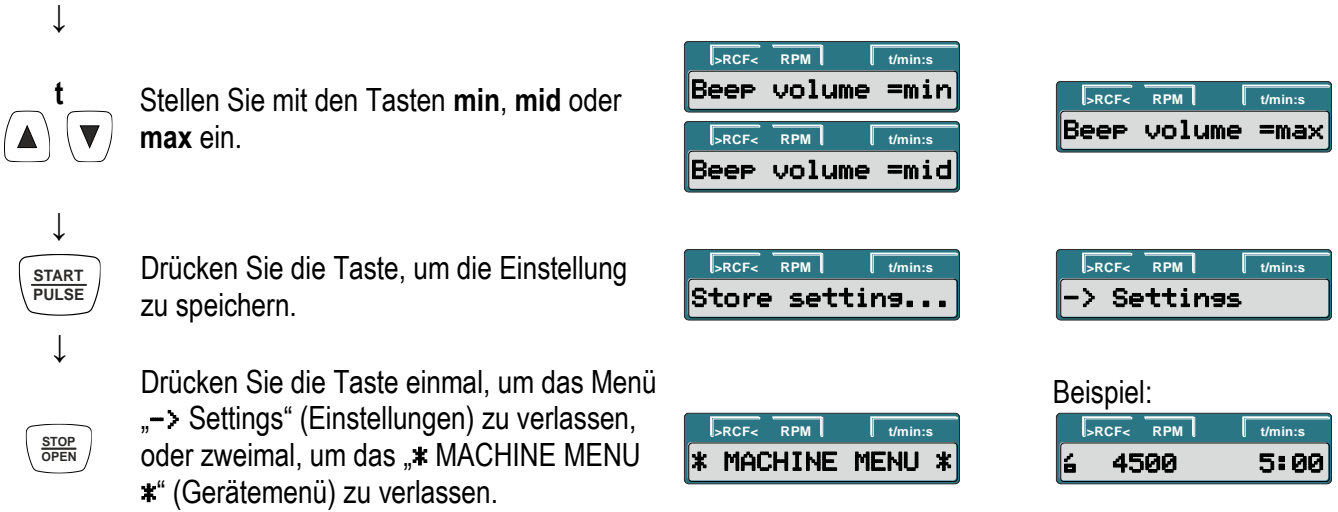 ↓
t
Stellen Sie mit den Tasten min, mid oder
max ein.
>RCF< RPM t/min:s
Beep volume =min
>RCF< RPM t/min:s
Beep volume =mid
>RCF< RPM t/min:s
Beep volume =max
↓
START
PULSE
Drücken Sie die Taste, um die Einstellung
zu speichern.
>RCF< RPM t/min:s
Store setting...
>RCF< RPM t/min:s
-> Settings
↓
STOP
OPEN
Drücken Sie die Taste einmal, um das Menü
„-> Settings“ (Einstellungen) zu verlassen,
oder zweimal, um das „* MACHINE MENU
*“ (Gerätemenü) zu verlassen.
>RCF< RPM t/min:s
* MACHINE MENU *
Beispiel:
>RCF< RPM t/min:s
4500 5:00